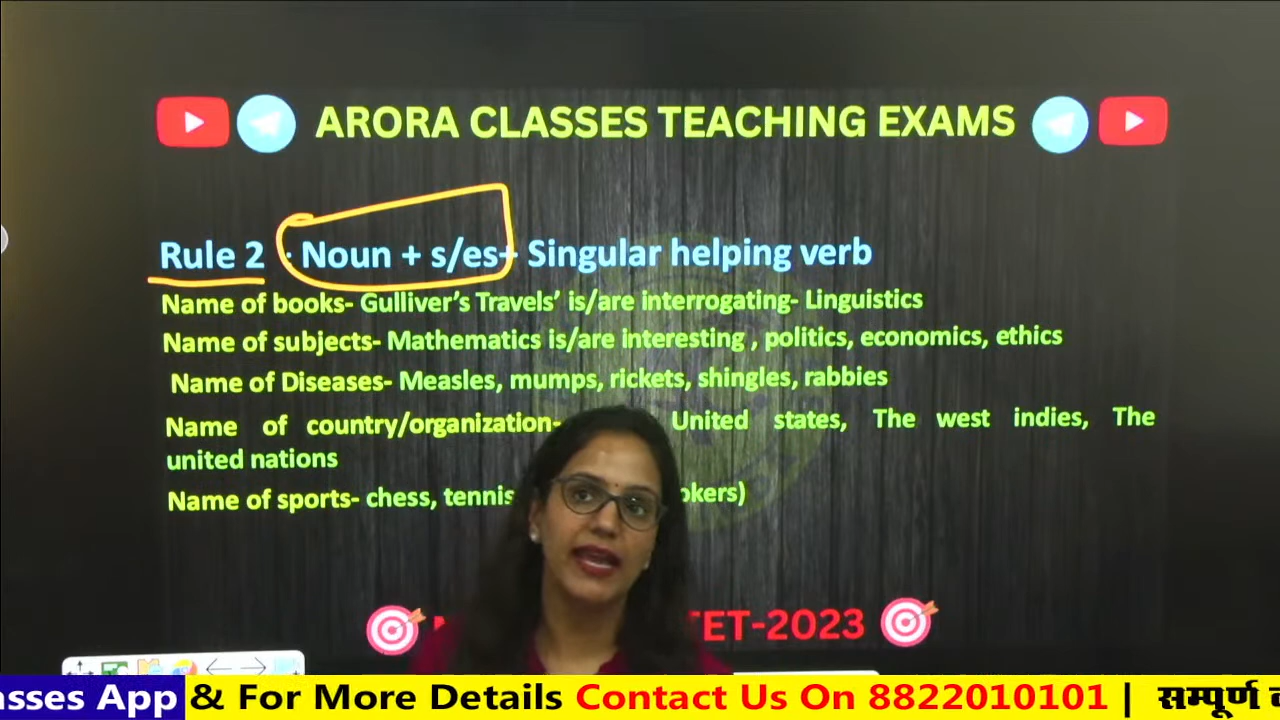 ARORA CLASSES TEACHING EXAMS
Rule 2 · Noun + s/es+ Singular helping verb
Name of books- Gulliver's Travels' is/are interrogating- Linguistics
Name of subjects- Mathematics is/are interesting , politics, economics, ethics
Name of Diseases- Measles, mumps, rickets, shingles, rabbies
Name of country/organization- United states, The west indies, The
united nations
Name of sports- chess, tennis okers)
TET-2023
asses App & For More Details Contact Us On 8822010101 | सम्पूर्ण